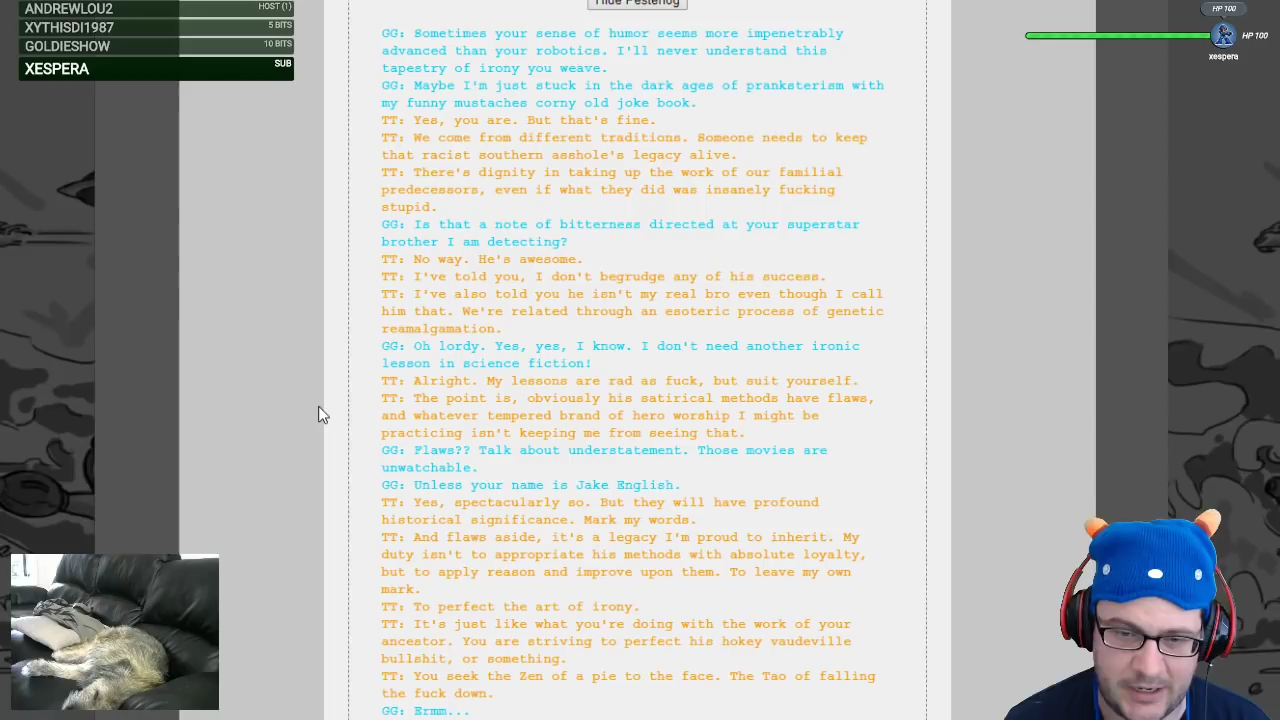 ANDREWLOU2 HOST (1)
XYTHISDI1987 5 BITS
GOLDIESHOW 10 BITS
XESPERA SUB
HP 100
HP 100
xespera
Hide Pesterlog
GG: Sometimes your sense of humor seems more impenetrably
advanced than your robotics. I'll never understand this
tapestry of irony you weave.
GG: Maybe I'm just stuck in the dark ages of pranksterism with
my funny mustaches corny old joke book.
TT: Yes, you are. But that's fine.
TT: We come from different traditions. Someone needs to keep
that racist southern asshole's legacy alive.
TT: There's dignity in taking up the work of our familial
predecessors, even if what they did was insanely fucking
stupid.
GG: Is that a note of bitterness directed at your superstar
brother I am detecting?
TT: No way. He's awesome.
TT: I've told you, I don't begrudge any of his success.
TT: I've also told you he isn't my real bro even though I call
him that. We're related through an esoteric process of genetic
reamalgamation.
GG: Oh lordy. Yes, yes, I know. I don't need another ironic
lesson in science fiction!
TT: Alright. My lessons are rad as fuck, but suit yourself.
TT: The point is, obviously his satirical methods have flaws,
and whatever tempered brand of hero worship I might be
practicing isn't keeping me from seeing that.
GG: Flaws?? Talk about understatement. Those movies are
unwatchable.
GG: Unless your name is Jake English.
TT: Yes, spectacularly so. But they will have profound
historical significance. Mark my words.
TT: And flaws aside, it's a legacy I'm proud to inherit. My
duty isn't to appropriate his methods with absolute loyalty,
but to apply reason and improve upon them. To leave my own
mark.
TT: To perfect the art of irony.
TT: It's just like what you're doing with the work of your
ancestor. You are striving to perfect his hokey vaudeville
bullshit, or something.
TT: You seek the Zen of a pie to the face. The Tao of falling
the fuck down.
GG: Ermm...